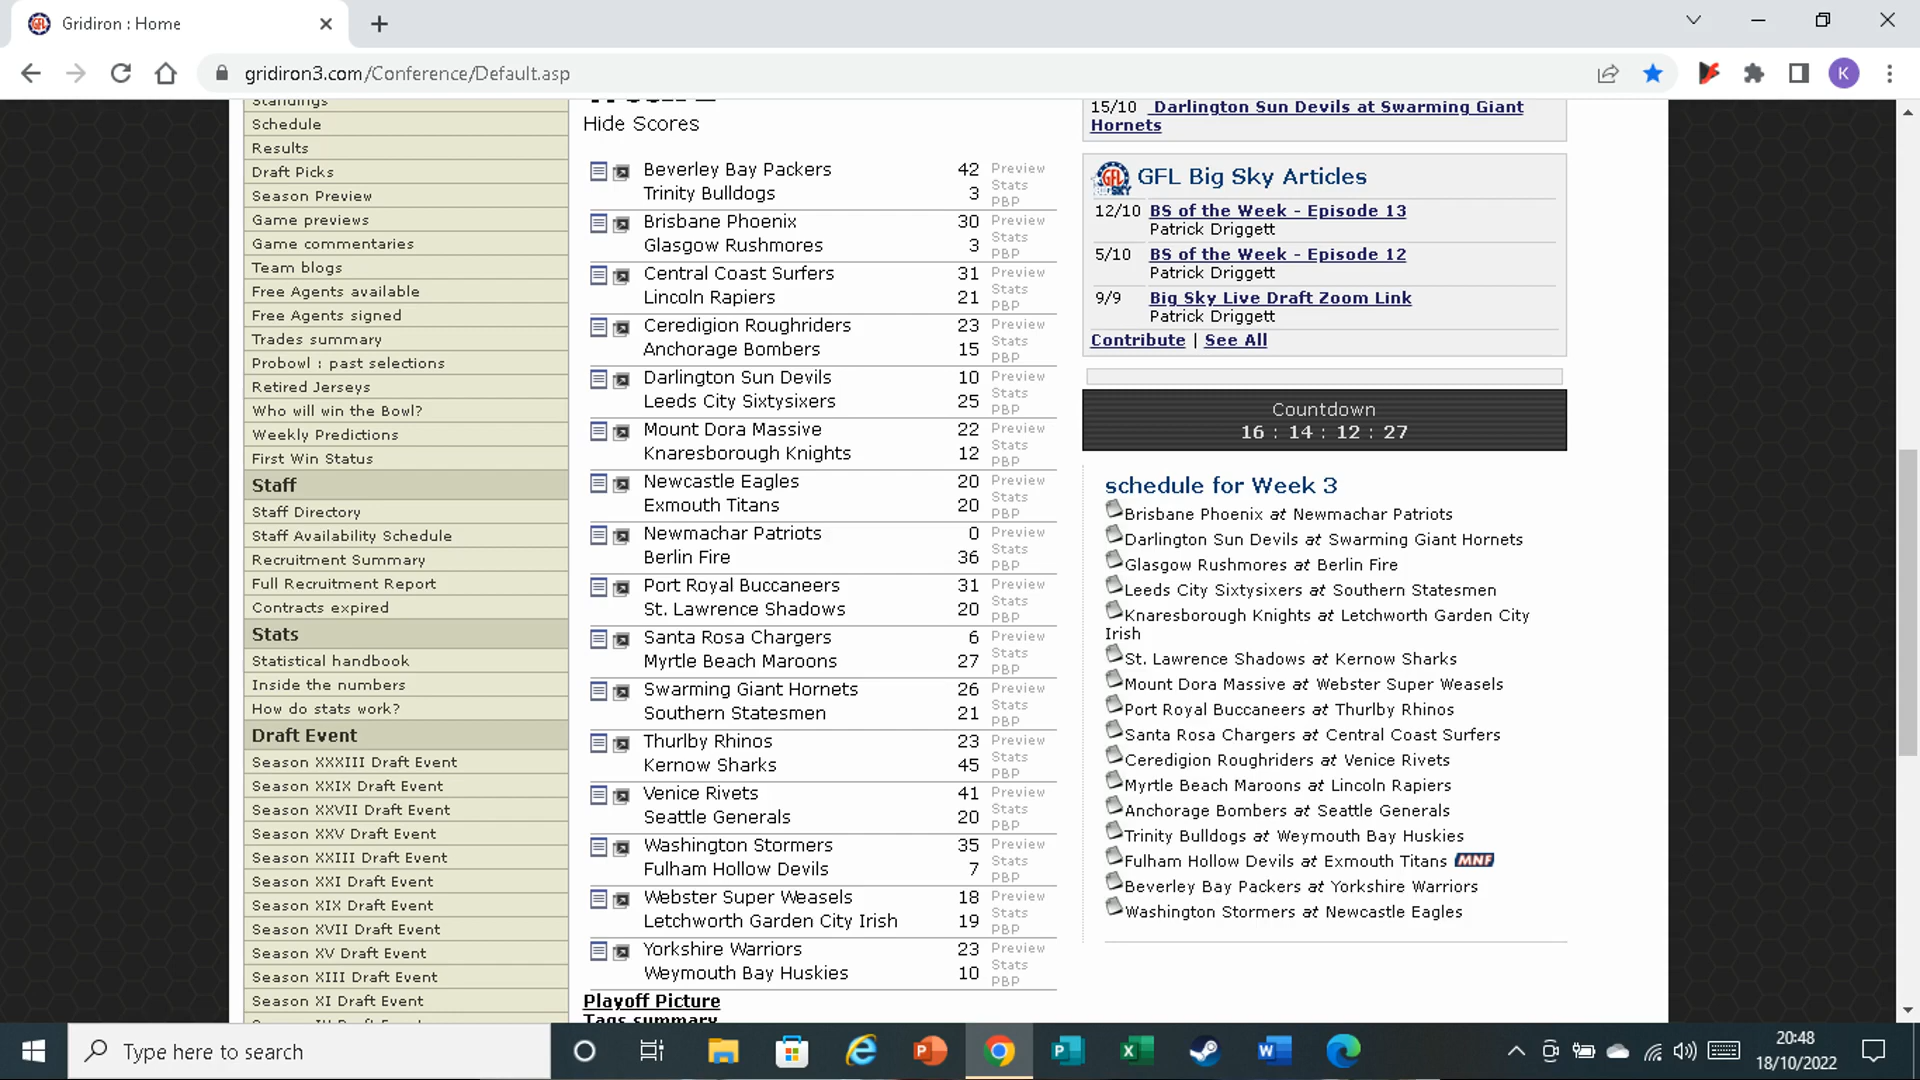 Gridiron : Home
gridiron3.com/Conference/Default.asp
K
Standings
Schedule
Results
Draft Picks
Season Preview
Game previews
Game commentaries
Team blogs
Free Agents available
Free Agents signed
Trades summary
Probowl : past selections
Retired Jerseys
Who will win the Bowl?
Weekly Predictions
First Win Status
Staff
Staff Directory
Staff Availability Schedule
Recruitment Summary
Full Recruitment Report
Contracts expired
Stats
Statistical handbook
Inside the numbers
How do stats work?
Draft Event
Season XXXIII Draft Event
Season XXIX Draft Event
Season XXVII Draft Event
Season XXV Draft Event
Season XXIII Draft Event
Season XXI Draft Event
Season XIX Draft Event
Season XVII Draft Event
Season XV Draft Event
Season XIII Draft Event
Season XI Draft Event
Hide Scores
Beverley Bay Packers 42 Preview
Stats
Trinity Bulldogs 3 PBP
Brisbane Phoenix 30 Preview
Stats
Glasgow Rushmores 3 PBP
Central Coast Surfers 31 Preview
Stats
Lincoln Rapiers 21 PBP
Ceredigion Roughriders 23 Preview
Stats
Anchorage Bombers 15 PBP
Darlington Sun Devils 10 Preview
Stats
Leeds City Sixtysixers 25 PBP
Mount Dora Massive 22 Preview
Stats
Knaresborough Knights 12 PBP
Newcastle Eagles 20 Preview
Stats
Exmouth Titans 20 PBP
Newmachar Patriots 0 Preview
Stats
Berlin Fire 36 PBP
Port Royal Buccaneers 31 Preview
Stats
St. Lawrence Shadows 20 PBP
Santa Rosa Chargers 6 Preview
Stats
Myrtle Beach Maroons 27 PBP
Swarming Giant Hornets 26 Preview
Stats
Southern Statesmen 21 PBP
Thurlby Rhinos 23 Preview
Stats
Kernow Sharks 45 PBP
Venice Rivets 41 Preview
Stats
Seattle Generals 20 PBP
Washington Stormers 35 Preview
Stats
Fulham Hollow Devils 7 PBP
Webster Super Weasels 18 Preview
Stats
Letchworth Garden City Irish 19 PBP
Yorkshire Warriors 23 Preview
Stats
Weymouth Bay Huskies 10 PBP
Playoff Picture
Tags summary
15/10 Darlington Sun Devils at Swarming Giant
Hornets
GFL Big Sky Articles
12/10 BS of the Week - Episode 13
Patrick Driggett
5/10 BS of the Week - Episode 12
Patrick Driggett
9/9 Big Sky Live Draft Zoom Link
Patrick Driggett
Contribute | See All
Countdown
16 : 14 : 12 : 27
schedule for Week 3
Brisbane Phoenix at Newmachar Patriots
Darlington Sun Devils at Swarming Giant Hornets
Glasgow Rushmores at Berlin Fire
Leeds City Sixtysixers at Southern Statesmen
Knaresborough Knights at Letchworth Garden City
Irish
St. Lawrence Shadows at Kernow Sharks
Mount Dora Massive at Webster Super Weasels
Port Royal Buccaneers at Thurlby Rhinos
Santa Rosa Chargers at Central Coast Surfers
Ceredigion Roughriders at Venice Rivets
Myrtle Beach Maroons at Lincoln Rapiers
Anchorage Bombers at Seattle Generals
Trinity Bulldogs at Weymouth Bay Huskies
Fulham Hollow Devils at Exmouth Titans MNF
Beverley Bay Packers at Yorkshire Warriors
Washington Stormers at Newcastle Eagles
Type here to search
20:48
18/10/2022